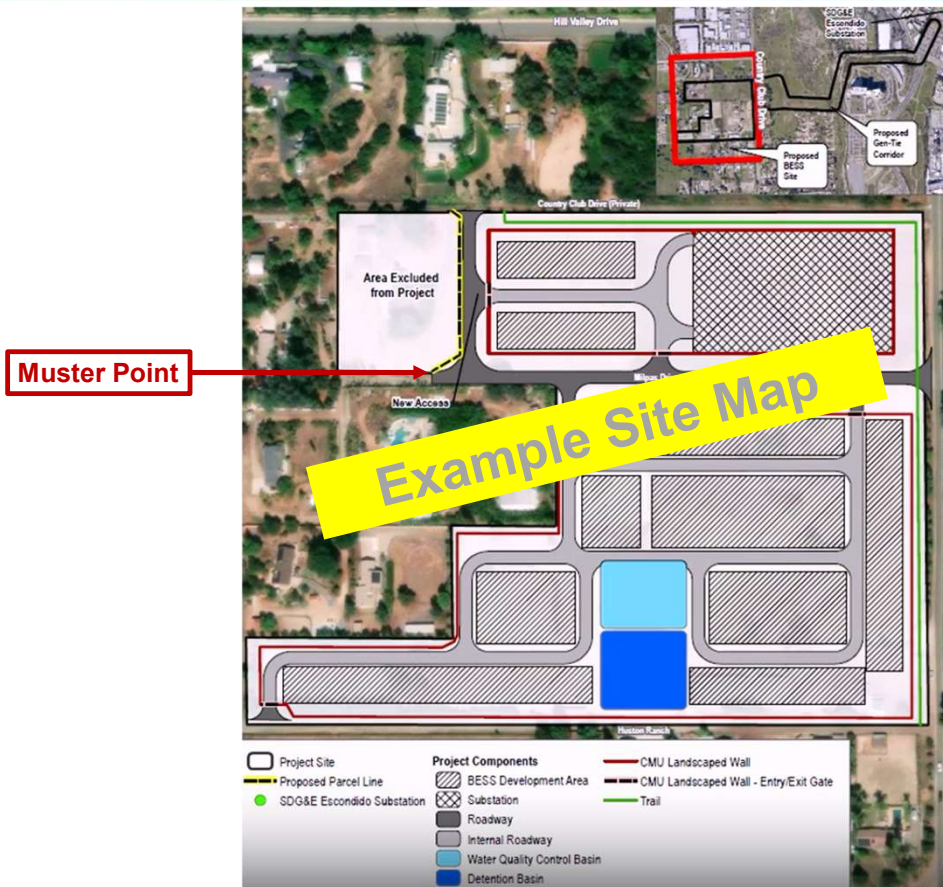 Hill Valley Drive
SDG&E
Escondido
Substation
Country Club Drive
Proposed
Gen-Tie
Corridor
Proposed
BESS
Site
Country Club Drive (Private)
Area Excluded
from Project
Muster Point
New Access
Example Site Map
Huston Ranch
Project Site
Proposed Parcel Line
SDG&E Escondido Substation
Project Components
BESS Development Area
Substation
Roadway
Internal Roadway
Water Quality Control Basin
Detention Basin
CMU Landscaped Wall
CMU Landscaped Wall - Entry/Exit Gate
Trail